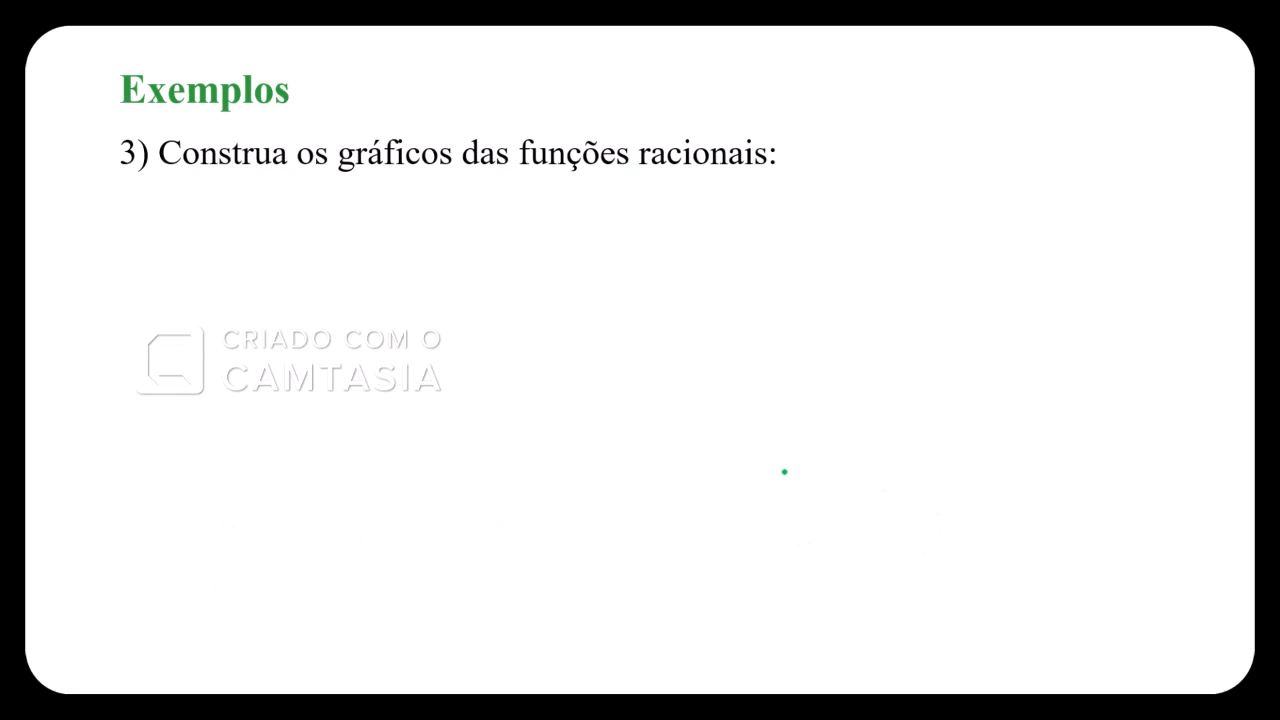 Exemplos
3) Construa os gráficos das funções racionais:
CRIADO COM O
CAMTASIA